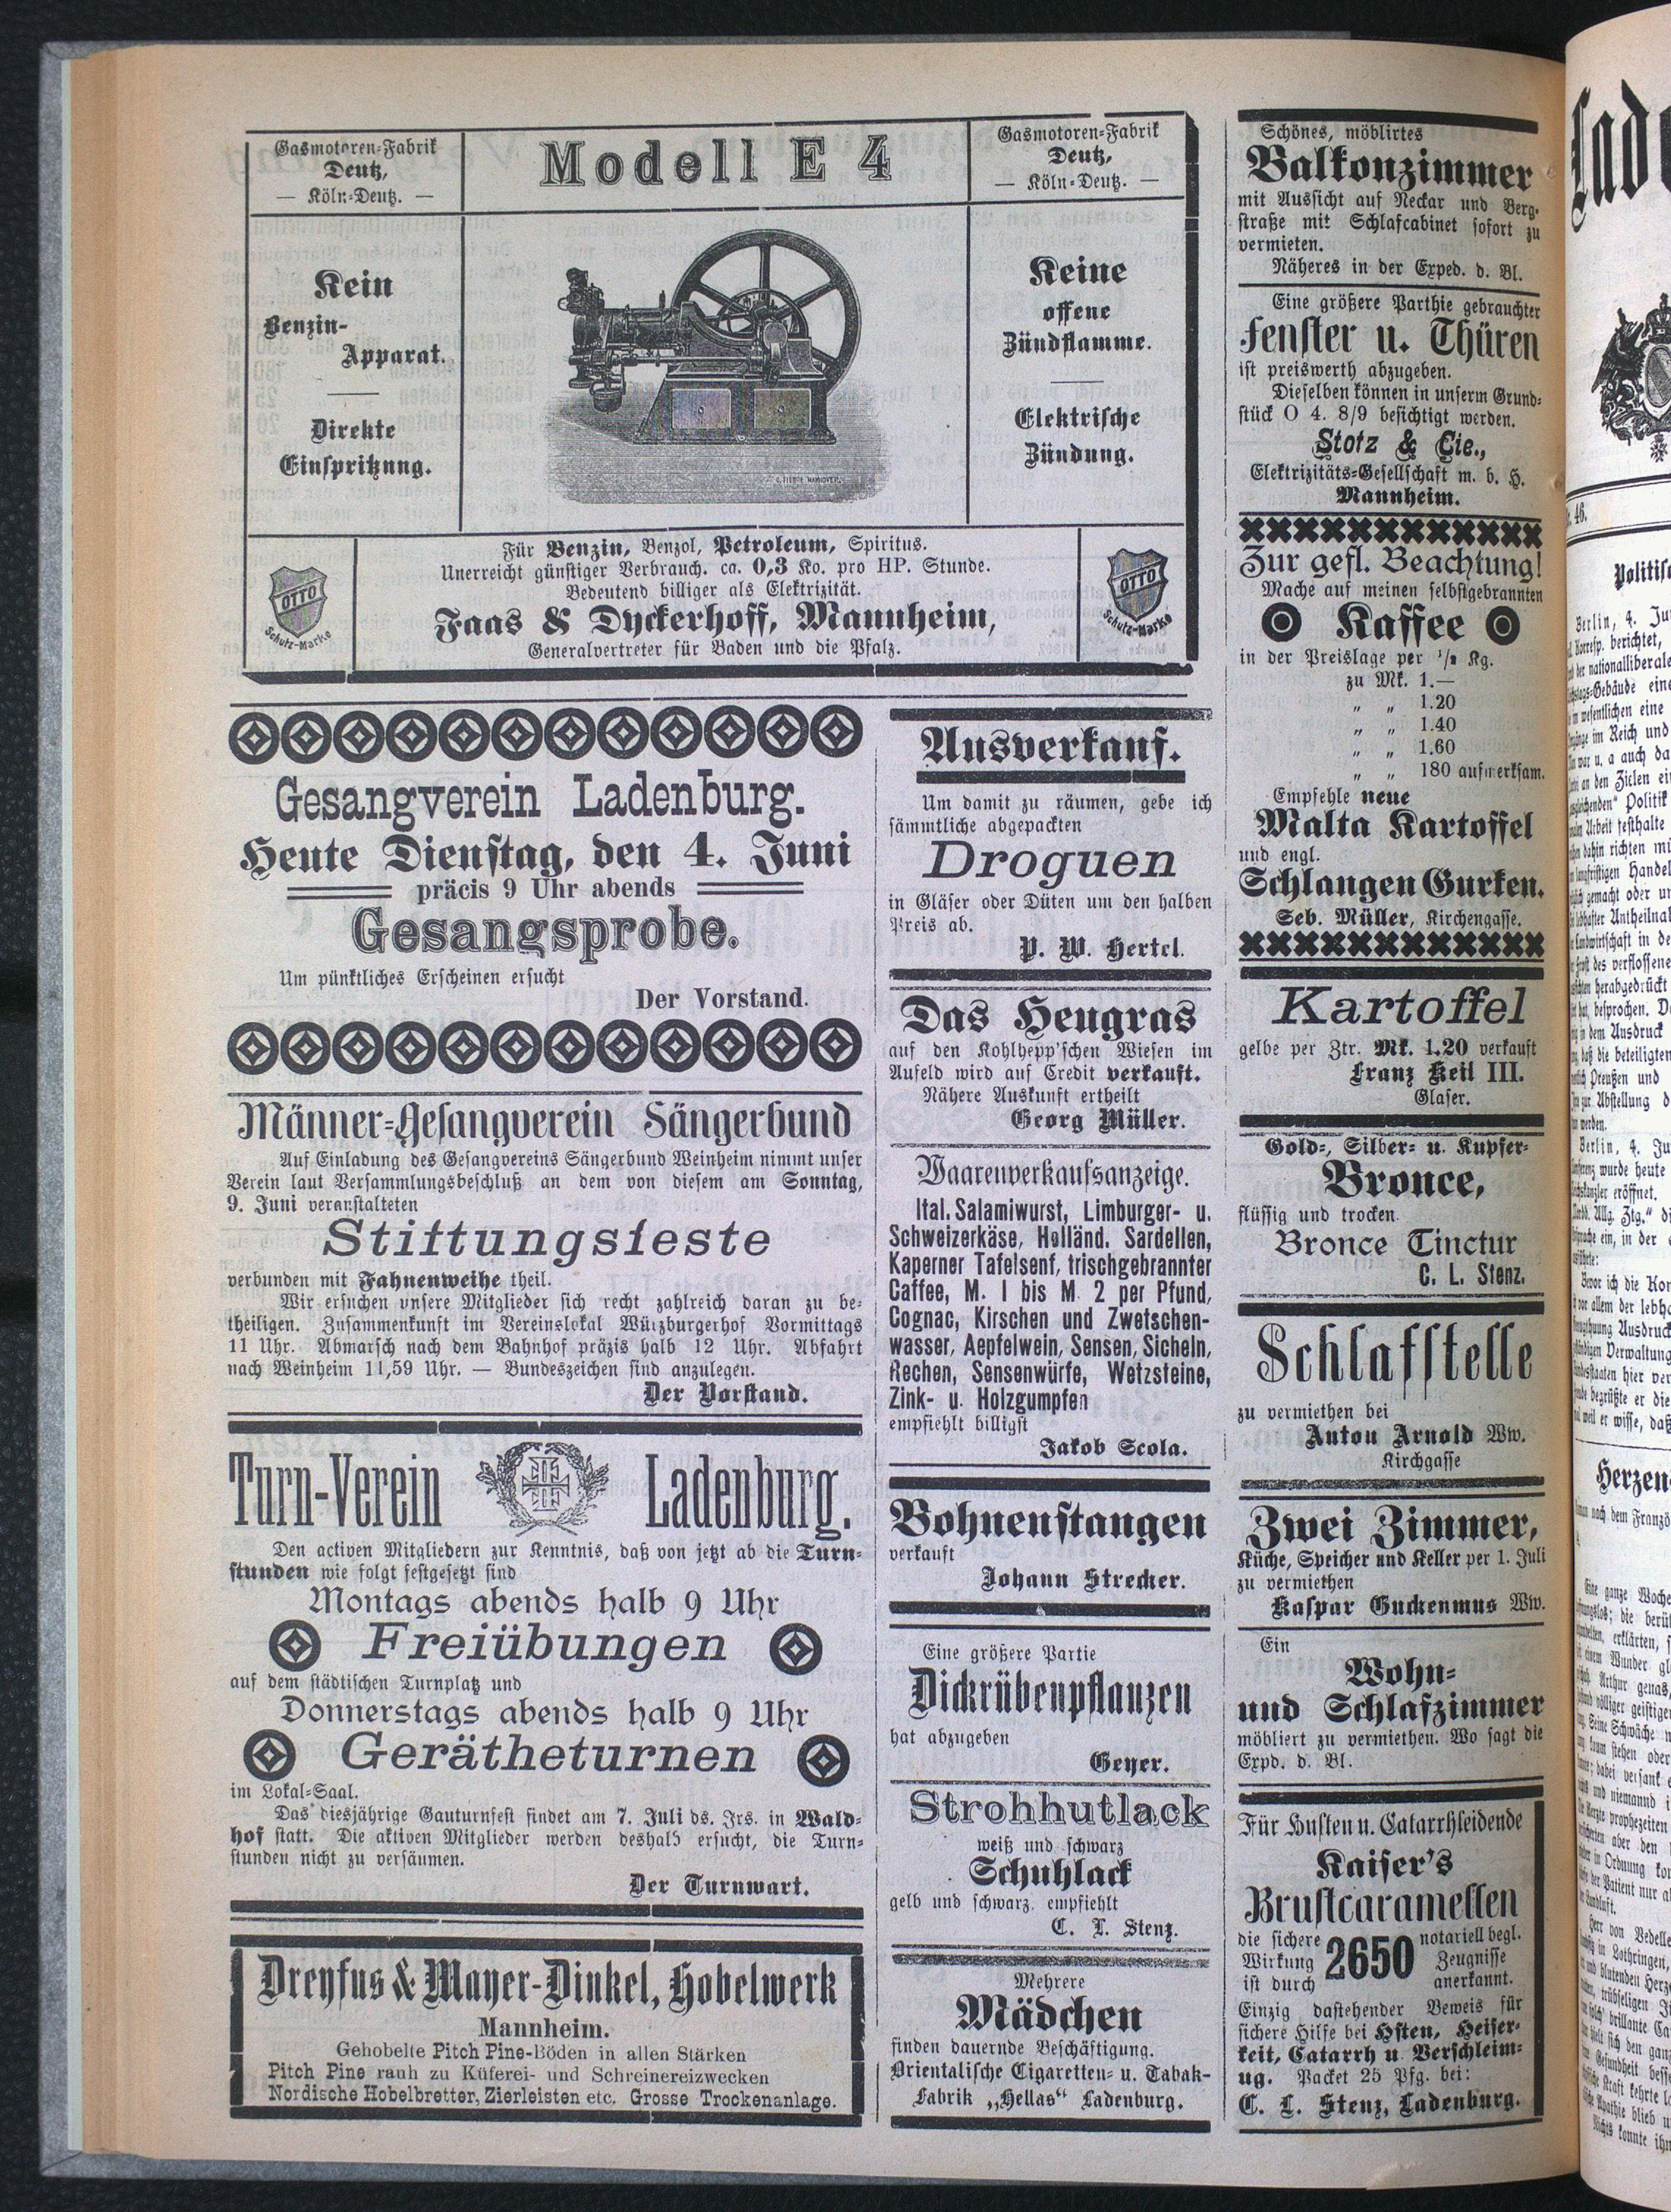 Gasmotoren-Fabrik
Deutz,
— Köln-Deutz. —
Modell E 4
Gasmotoren-Fabrik
Deutz,
— Köln-Deutz. —
Kein
Benzin-
Apparat.
Direkte
Einspritzung.
Keine
offene
Zündflamme.
Elektrische
Zündung.
OTTO
Schutz-Marke
Für Benzin, Benzol, Petroleum, Spiritus.
Unerreicht günstiger Verbrauch. ca. 0,3 Ko. pro HP. Stunde.
Bedeutend billiger als Elektrizität.
Faas & Dyckerhoff, Mannheim,
Generalvertreter für Baden und die Pfalz.
OTTO
Schutz-Marke
Gesangverein Ladenburg.
Heute Dienstag, den 4. Juni
präcis 9 Uhr abends
Gesangsprobe.
Um pünktliches Erscheinen ersucht
Der Vorstand.
Männer-Gesangverein Sängerbund
Auf Einladung des Gesangvereins Sängerbund Weinheim nimmt unser
Verein laut Versammlungsbeschluß an dem von diesem am Sonntag,
9. Juni veranstalteten
Stiftungsfeste
verbunden mit Fahnenweihe theil.
Wir ersuchen unsere Mitglieder sich recht zahlreich daran zu be-
theiligen. Zusammenkunft im Vereinslokal Würzburgerhof Vormittags
11 Uhr. Abmarsch nach dem Bahnhof präzis halb 12 Uhr. Abfahrt
nach Weinheim 11,59 Uhr. — Bundeszeichen sind anzulegen.
Der Vorstand.
Turn-Verein Ladenburg.
Den activen Mitgliedern zur Kenntnis, daß von jetzt ab die Turn-
stunden wie folgt festgesetzt sind
Montags abends halb 9 Uhr
Freiübungen
auf dem städtischen Turnplatz und
Donnerstags abends halb 9 Uhr
Gerätheturnen
im Lokal-Saal.
Das diesjährige Gauturnfest findet am 7. Juli ds. Jrs. in Wald-
hof statt. Die aktiven Mitglieder werden deshalb ersucht, die Turn-
stunden nicht zu versäumen.
Der Turnwart.
Dreyfus & Mayer-Dinkel, Hobelwerk
Mannheim.
Gehobelte Pitch Pine-Böden in allen Stärken
Pitch Pine rauh zu Küferei- und Schreinereizwecken
Nordische Hobelbretter, Zierleisten etc. Grosse Trockenanlage.
Ausverkauf.
Um damit zu räumen, gebe ich
sämmtliche abgepackten
Droguen
in Gläser oder Düten um den halben
Preis ab.
P. W. Hertel.
Das Heugras
auf den Kohlhepp'schen Wiesen im
Aufeld wird auf Credit verkauft.
Nähere Auskunft ertheilt
Georg Müller.
Waarenverkaufsanzeige.
Ital. Salamiwurst, Limburger- u.
Schweizerkäse, Holländ. Sardellen,
Kaperner Tafelsenf, trischgebrannter
Caffee, M. 1 bis M 2 per Pfund,
Cognac, Kirschen und Zwetschen-
wasser, Aepfelwein, Sensen, Sicheln,
Rechen, Sensenwürfe, Wetzsteine,
Zink- u. Holzgumpfen
empfiehlt billigst
Jakob Scola.
Bohnenstangen
verkauft
Johann Strecker.
Eine größere Partie
Dickrübenpflanzen
hat abzugeben
Geyer.
Strohhutlack
weiß und schwarz
Schuhlack
gelb und schwarz, empfiehlt
C. L. Stenz.
Mehrere
Mädchen
finden dauernde Beschäftigung.
Orientalische Cigaretten- u. Tabak-
Fabrik „Hellas“ Ladenburg.
Schönes, möblirtes
Balkonzimmer
mit Aussicht auf Neckar und Berg-
straße mit Schlafcabinet sofort zu
vermieten.
Näheres in der Exped. d. Bl.
Eine größere Parthie gebrauchter
Fenster u. Thüren
ist preiswerth abzugeben.
Dieselben können in unserm Grund-
stück O 4. 8/9 besichtigt werden.
Stotz & Cie.,
Elektrizitäts-Gesellschaft m. b. H.
Mannheim.
Zur gefl. Beachtung!
Mache auf meinen selbstgebrannten
Kaffee
in der Preislage per 1/2 Kg.
zu Mk. 1.—
„ „ 1.20
„ „ 1.40
„ „ 1.60
„ „ 180 aufmerksam.
Empfehle neue
Malta Kartoffel
und engl.
Schlangen Gurken.
Seb. Müller, Kirchengasse.
Kartoffel
gelbe per Ztr. Mk. 1.20 verkauft
Franz Keil III.
Glaser.
Gold-, Silber- u. Kupfer-
Bronce,
flüssig und trocken.
Bronce Tinctur
C. L. Stenz.
Schlafstelle
zu vermiethen bei
Anton Arnold Ww.
Kirchgasse
Zwei Zimmer,
Küche, Speicher und Keller per 1. Juli
zu vermiethen
Kaspar Guckenmus Ww.
Ein
Wohn-
und Schlafzimmer
möbliert zu vermiethen. Wo sagt die
Expd. d. Bl.
Für Husten u. Catarrhleidende
Kaiser's
Brustcaramellen
die sichere
Wirkung
ist durch
2650
notariell begl.
Zeugnisse
anerkannt.
Einzig dastehender Beweis für
sichere Hilfe bei Hsten, Heiser-
keit, Catarrh u. Verschleim-
ug. Packet 25 Pfg. bei:
C. L. Stenz, Ladenburg.